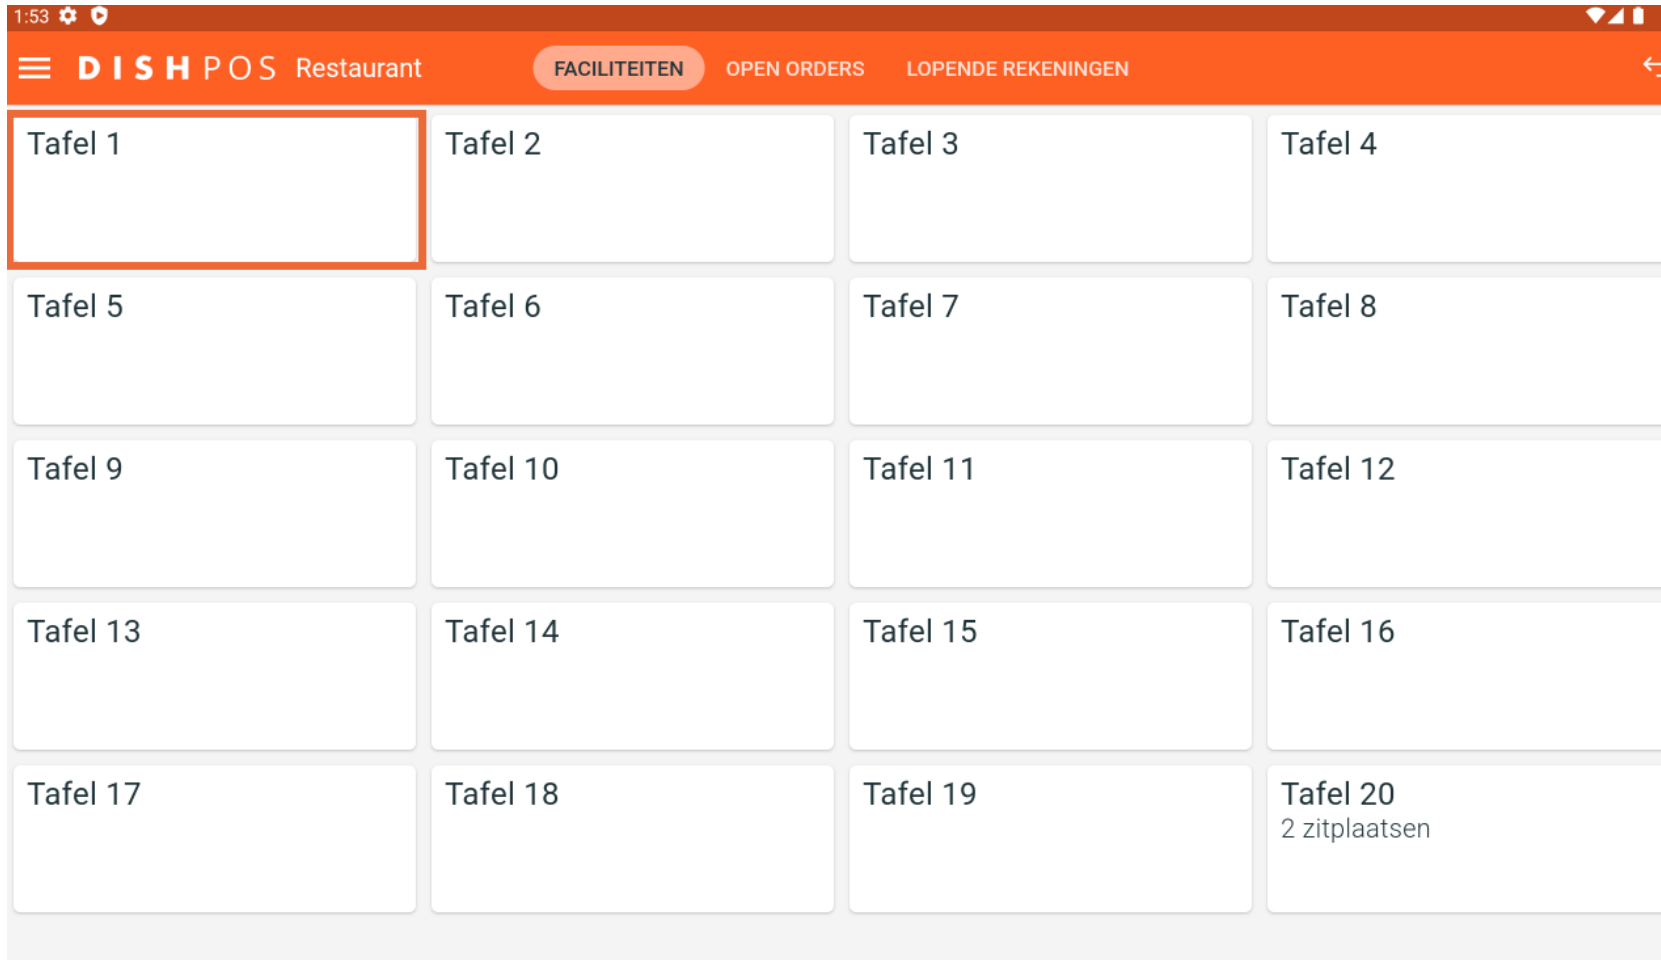 1:53
DISH POS Restaurant FACILITEITEN OPEN ORDERS LOPENDE REKENINGEN
Tafel 1 Tafel 2 Tafel 3 Tafel 4
Tafel 5 Tafel 6 Tafel 7 Tafel 8
Tafel 9 Tafel 10 Tafel 11 Tafel 12
Tafel 13 Tafel 14 Tafel 15 Tafel 16
Tafel 17 Tafel 18 Tafel 19 Tafel 20
2 zitplaatsen